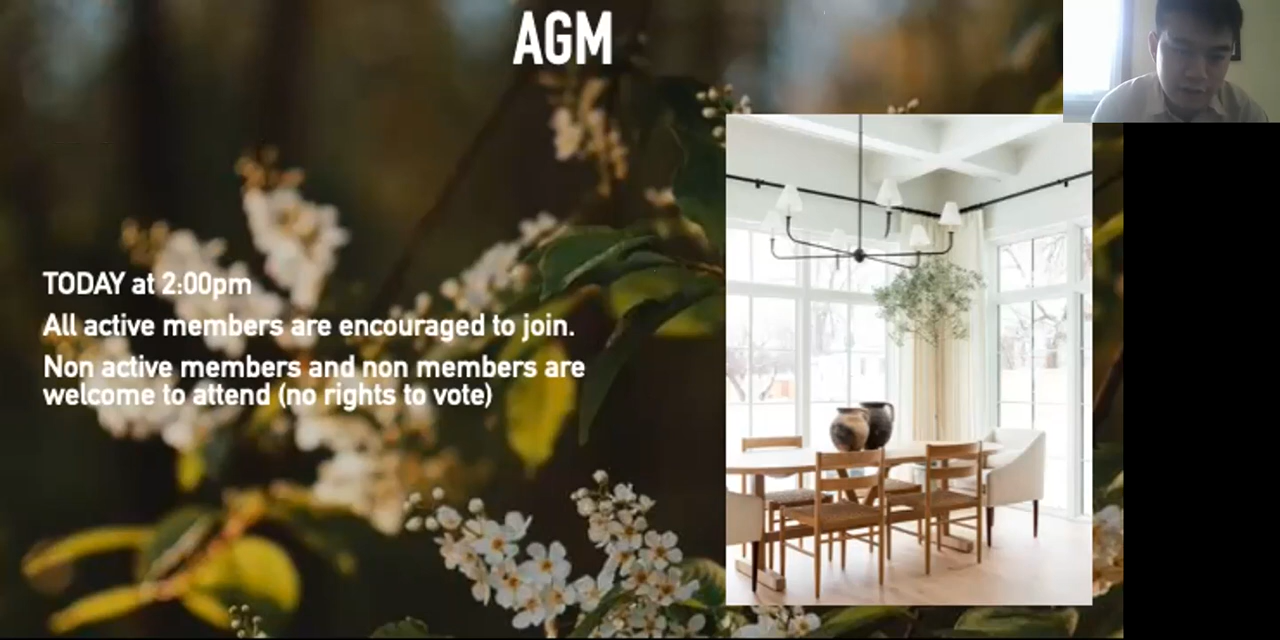 AGM
TODAY at 2:00pm
All active members are encouraged to join.
Non active members and non members are
welcome to attend (no rights to vote)